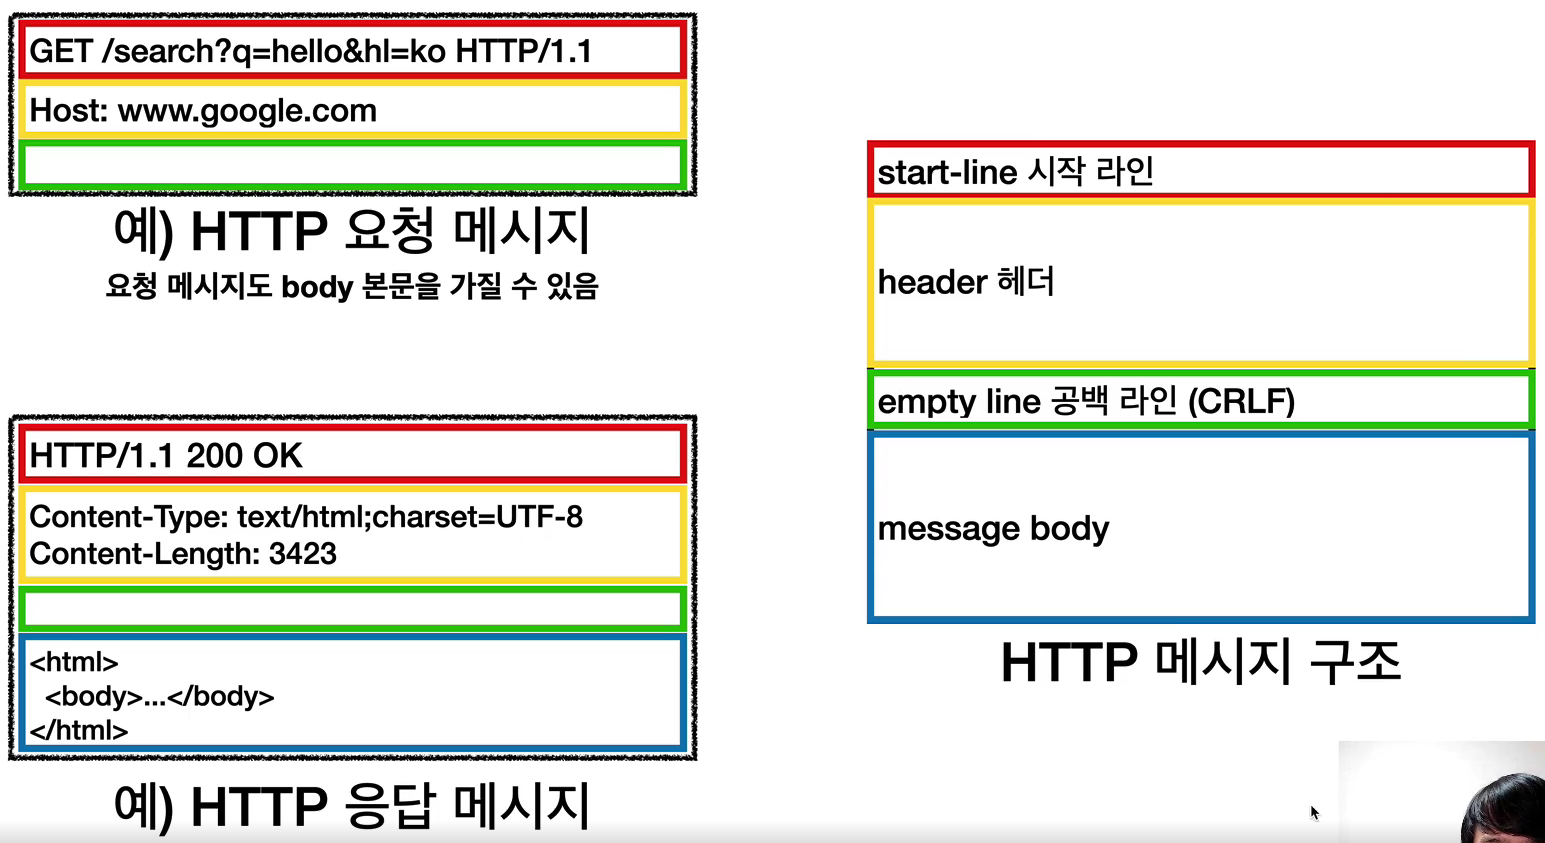 GET /search?q=hello&hl=ko HTTP/1.1
Host: www.google.com
예) HTTP 요청 메시지
요청 메시지도 body 본문을 가질 수 있음
HTTP/1.1 200 OK
Content-Type: text/html;charset=UTF-8
Content-Length: 3423
<html>
<body>...</body>
</html>
예) HTTP 응답 메시지
start-line 시작 라인
header 헤더
empty line 공백 라인 (CRLF)
message body
HTTP 메시지 구조